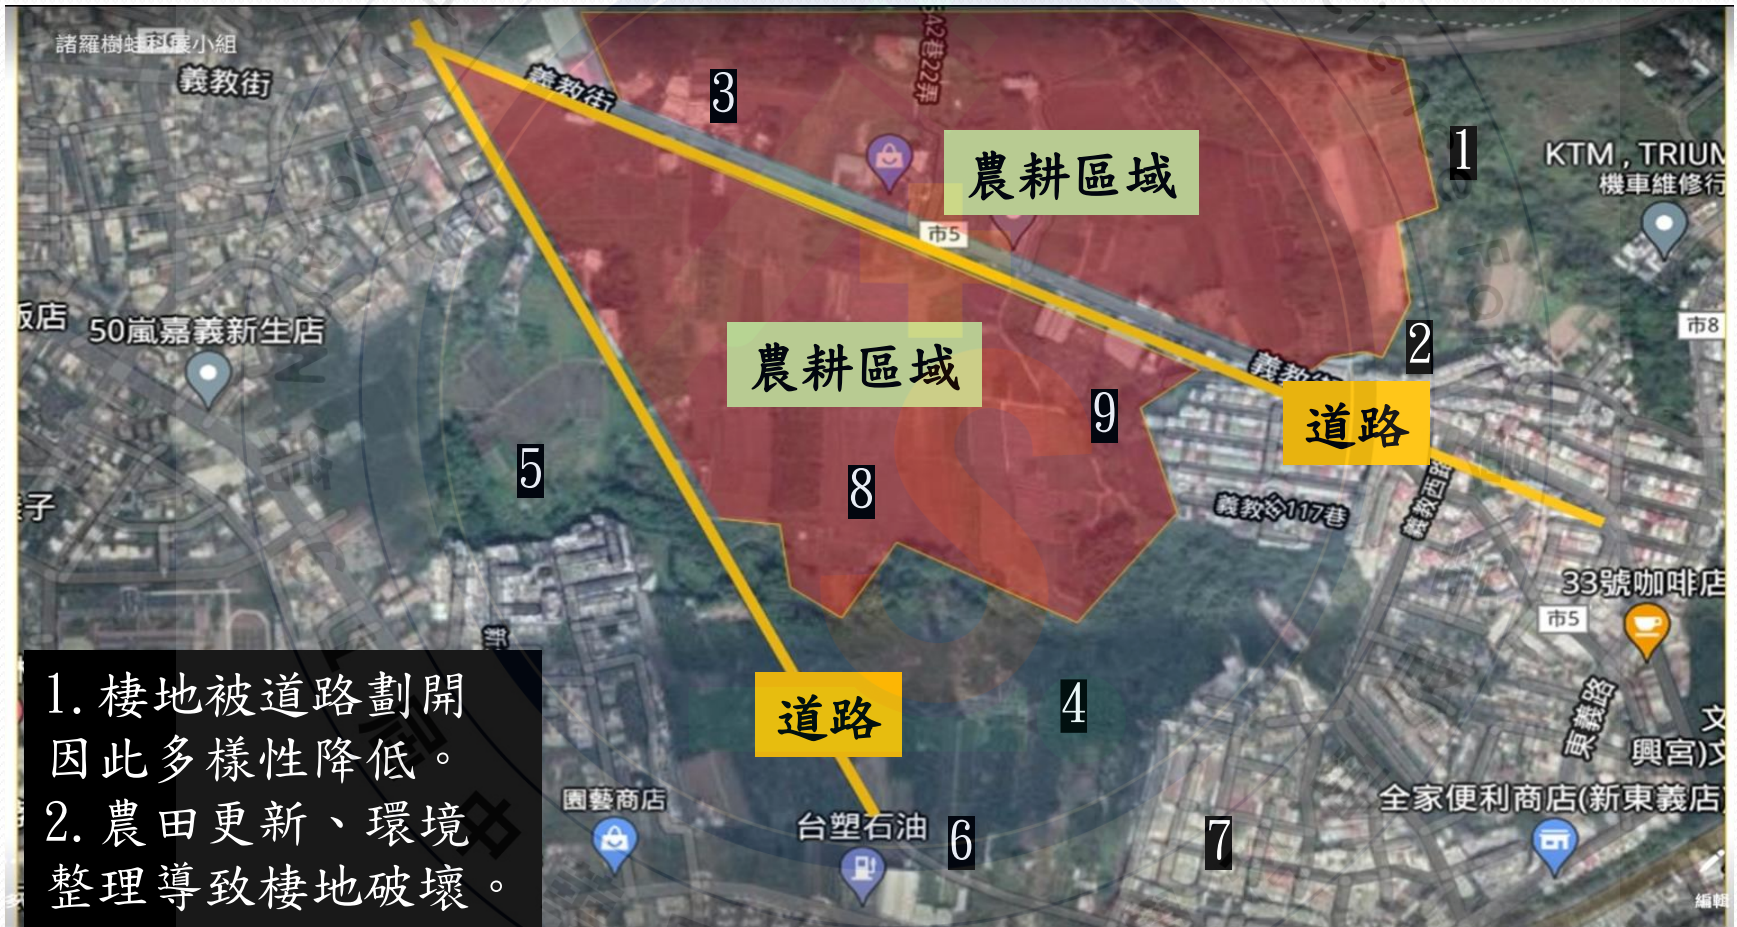 諸羅樹蛙科展小組
義教街
義教街
542巷22弄
3
1
農耕區域
KTM , TRIUM
機車維修行
市5
飯店
50嵐嘉義新生店
農耕區域
市8
2
義教街
9
道路
5
8
義教街117巷
義教西路
33號咖啡店
市5
新
1. 棲地被道路劃開
因此多樣性降低。
2. 農田更新、環境
整理導致棲地破壞。
4
道路
東義路
文
興宮)文
園藝商店
台塑石油
6
7
全家便利商店(新東義店)
編輯